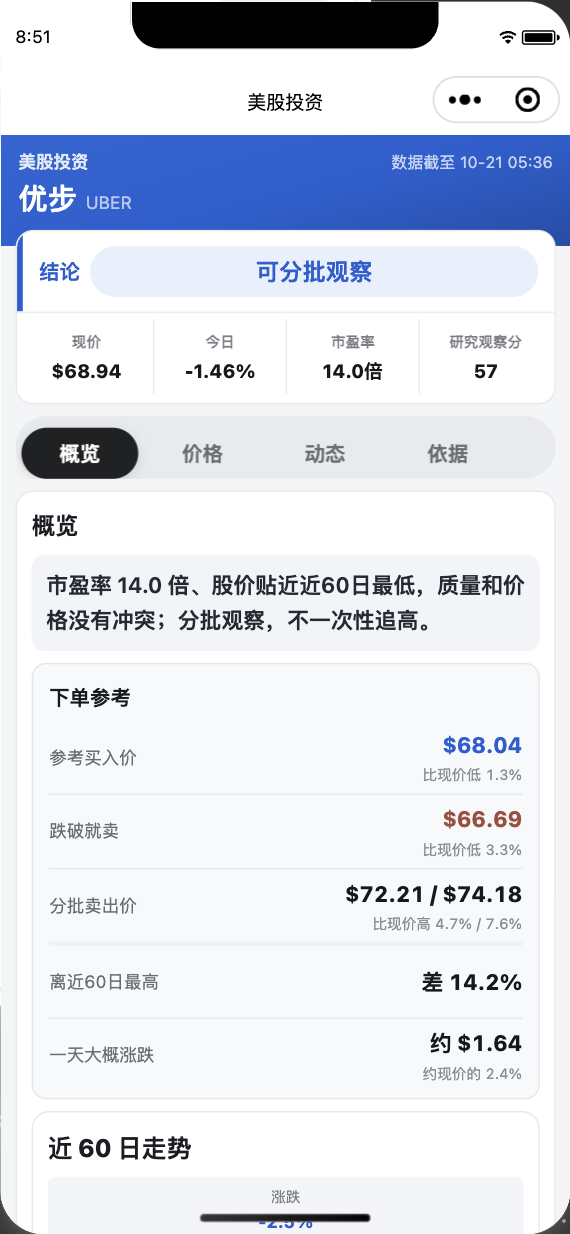 8:51
美股投资
美股投资
数据截至 10-21 05:36
优步 UBER
结论
可分批观察
现价
今日
市盈率
研究观察分
$68.94
-1.46%
14.0倍
57
概览
价格
动态
依据
概览
市盈率 14.0 倍、股价贴近近60日最低，质量和价
格没有冲突；分批观察，不一次性追高。
下单参考
参考买入价
$68.04
比现价低 1.3%
跌破就卖
$66.69
比现价低 3.3%
分批卖出价
$72.21 / $74.18
比现价高 4.7% / 7.6%
离近60日最高
差 14.2%
一天大概涨跌
约 $1.64
约现价的 2.4%
近 60 日走势
涨跌
-2.5%